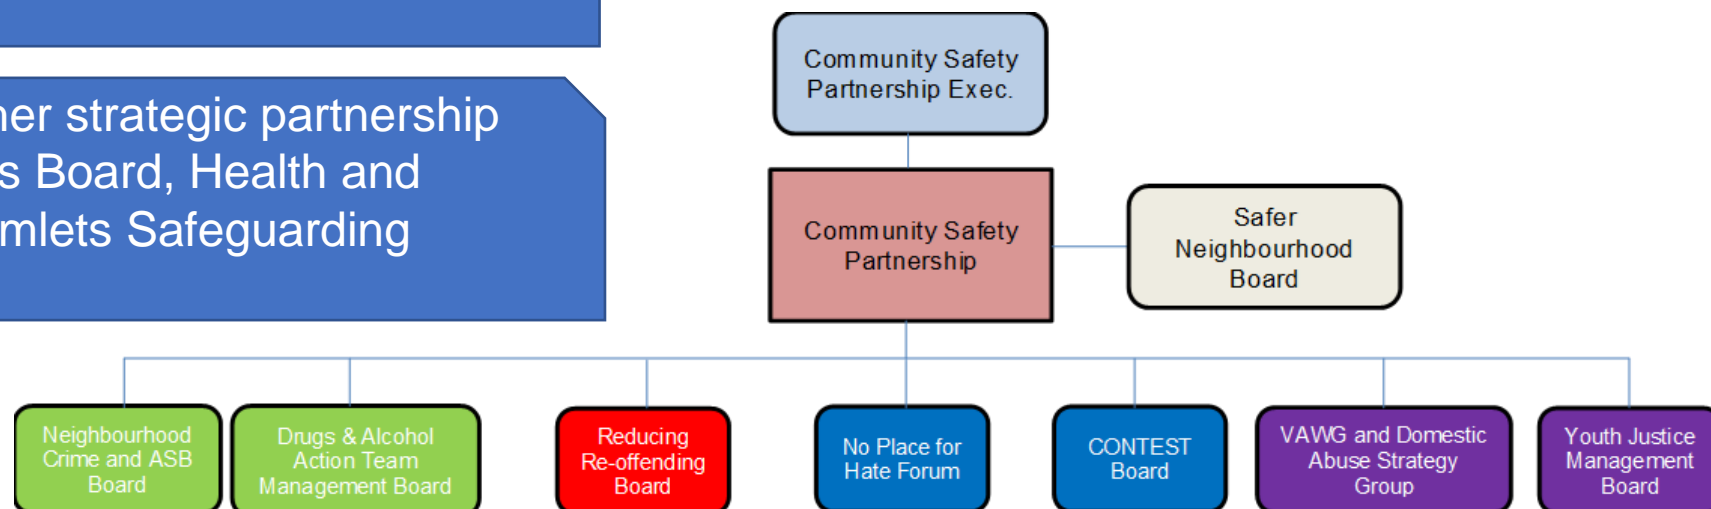 ner strategic partnership
s Board, Health and
mlets Safeguarding
Community Safety
Partnership Exec.
Community Safety
Partnership
Safer
Neighbourhood
Board
Neighbourhood
Crime and ASB
Board
Drugs & Alcohol
Action Team
Management Board
Reducing
Re-offending
Board
No Place for
Hate Forum
CONTEST
Board
VAWG and Domestic
Abuse Strategy
Group
Youth Justice
Management
Board